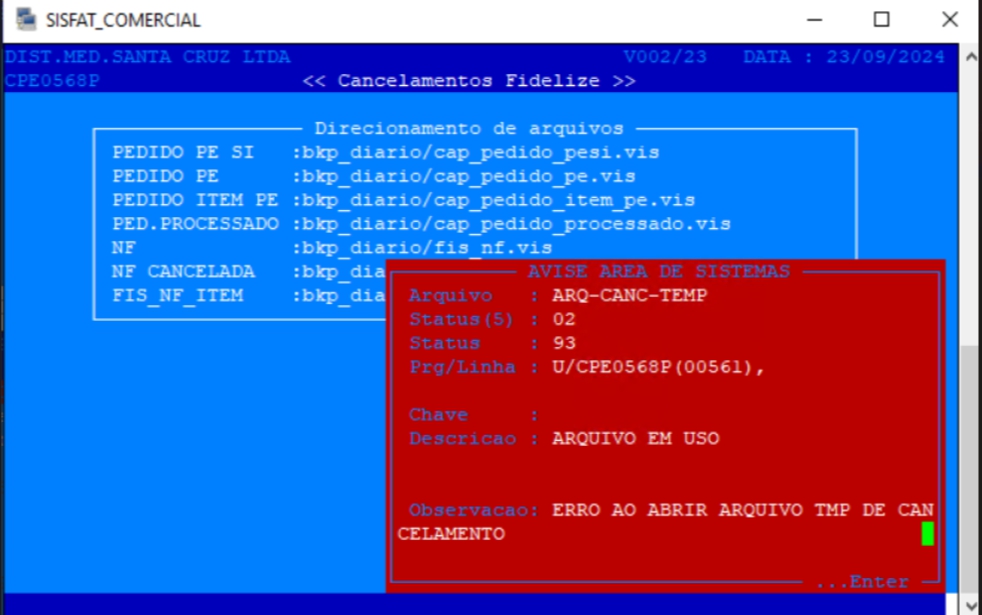 SISFAT_COMERCIAL
DIST.MED.SANTA CRUZ LTDA V002/23 DATA : 23/09/2024
CPE0568P << Cancelamentos Fidelize >>
Direcionamento de arquivos
PEDIDO PE SI :bkp_diario/cap_pedido_pesi.vis
PEDIDO PE :bkp_diario/cap_pedido_pe.vis
PEDIDO ITEM PE :bkp_diario/cap_pedido_item_pe.vis
PED.PROCESSADO :bkp_diario/cap_pedido_processado.vis
NF :bkp_diario/fis_nf.vis
NF CANCELADA :bkp_dia
FIS_NF_ITEM :bkp_dia
AVISE AREA DE SISTEMAS
Arquivo : ARQ-CANC-TEMP
Status(5) : 02
Status : 93
Prg/Linha : U/CPE0568P(00561),
Chave :
Descricao : ARQUIVO EM USO
Observacao: ERRO AO ABRIR ARQUIVO TMP DE CAN
CELAMENTO
...Enter